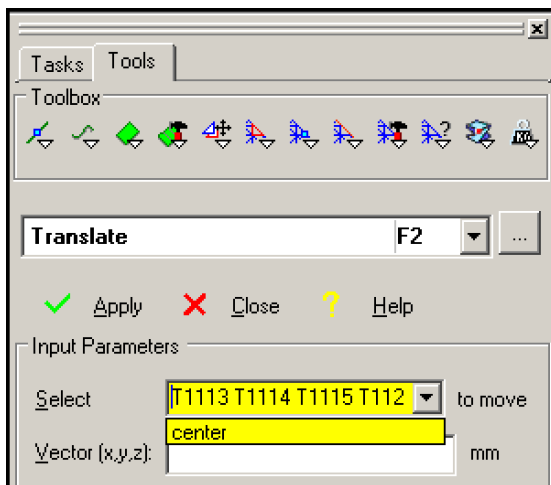 Tasks Tools
Toolbox
Translate F2 ...
Apply Close ? Help
Input Parameters
Select T1113 T1114 T1115 T112 to move
center
Vector (x,y,z): mm